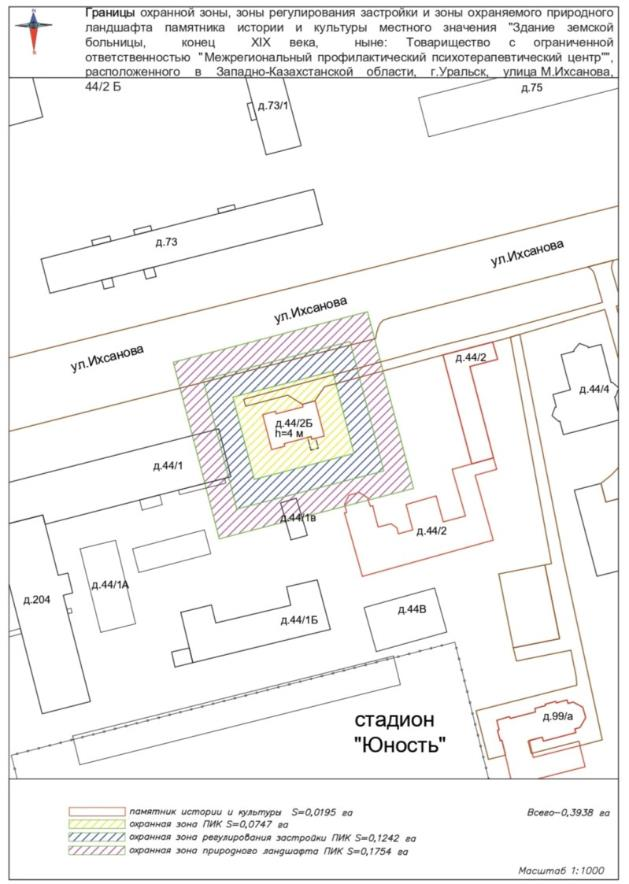 Границы охранной зоны, зоны регулирования застройки и зоны охраняемого природного
ландшафта памятника истории и культуры местного значения "Здание земской
больницы, конец XIX века, ныне: Товарищество с ограниченной
ответственностью "Межрегиональный профилактический психотерапевтический центр"",
расположенного в Западно-Казахстанской области, г.Уральск, улица М.Ихсанова,
44/2 Б
д.73/1
д.75
д.73
ул.Ихсанова
ул.Ихсанова
ул.Ихсанова
д.44/2
д.44/4
д.44/2Б
h=4 м
д.44/1
д.44/1в
д.44/2
д.204
д.44/1А
д.44/1Б
д.44В
стадион
"Юность"
д.99/а
памятник истории и культуры S=0,0195 га
Всего-0,3938 га
охранная зона ПИК S=0,0747 га
охранная зона регулирования застройки ПИК S=0,1242 га
охранная зона природного ландшафта ПИК S=0,1754 га
Масштаб 1:1000